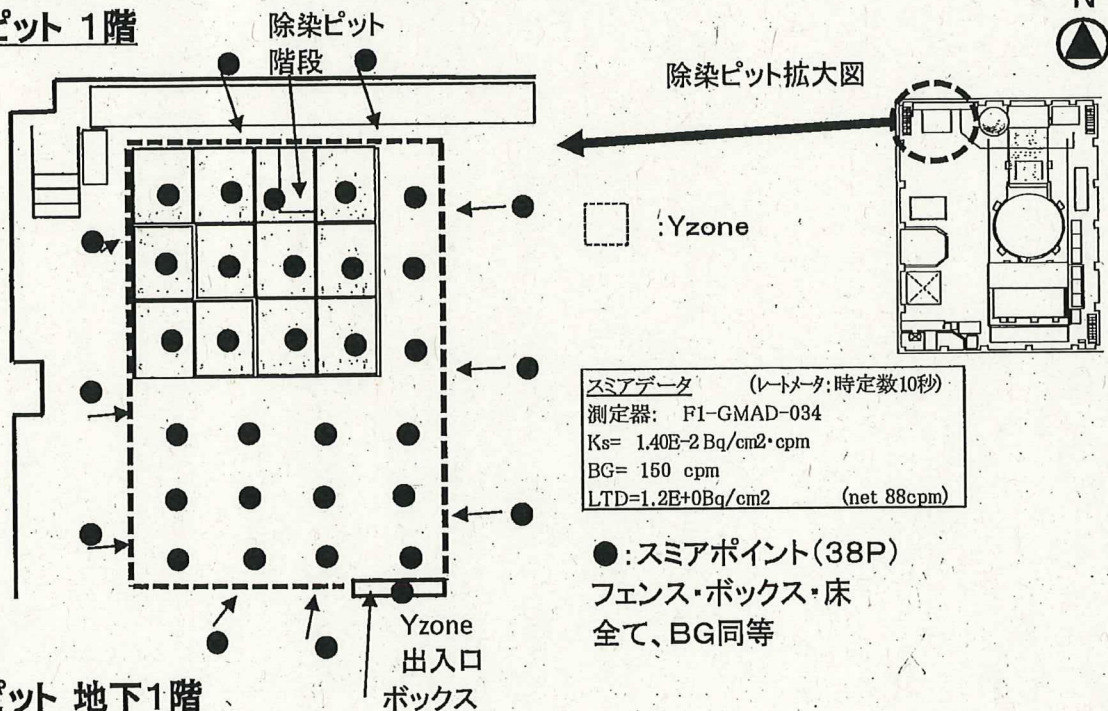 ピット 1階
除染ピット
階段
除染ピット拡大図
N
:Yzone
スミアデータ (レートメータ:時定数10秒)
測定器: F1-GMAD-034
Ks= 1.40E-2 Bq/cm2・cpm
BG= 150 cpm
LTD=1.2E+0Bq/cm2 (net 88cpm)
●:スミアポイント(38P)
フェンス・ボックス・床
全て、BG同等
Yzone
出入口
ボックス
ピット 地下1階